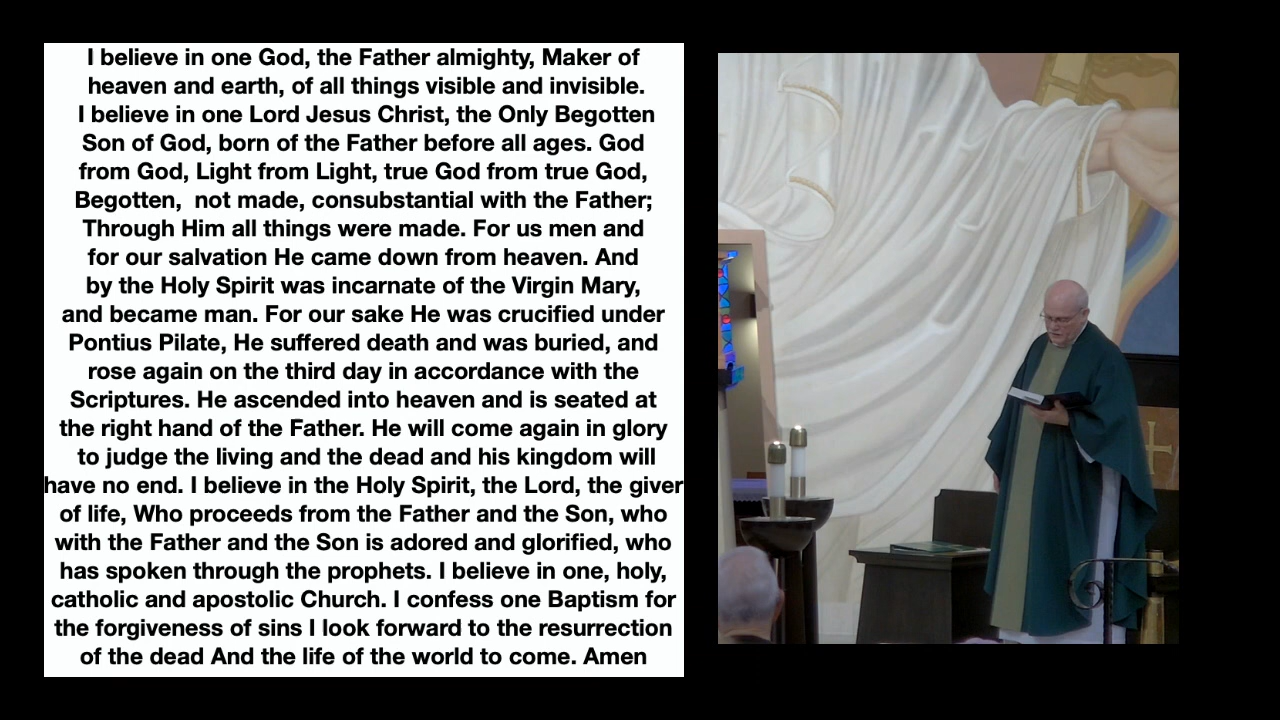 I believe in one God, the Father almighty, Maker of
heaven and earth, of all things visible and invisible.
I believe in one Lord Jesus Christ, the Only Begotten
Son of God, born of the Father before all ages. God
from God, Light from Light, true God from true God,
Begotten,  not made, consubstantial with the Father;
Through Him all things were made. For us men and
for our salvation He came down from heaven. And
by the Holy Spirit was incarnate of the Virgin Mary,
and became man. For our sake He was crucified under
Pontius Pilate, He suffered death and was buried, and
rose again on the third day in accordance with the
Scriptures. He ascended into heaven and is seated at
the right hand of the Father. He will come again in glory
to judge the living and the dead and his kingdom will
have no end. I believe in the Holy Spirit, the Lord, the giver
of life, Who proceeds from the Father and the Son, who
with the Father and the Son is adored and glorified, who
has spoken through the prophets. I believe in one, holy,
catholic and apostolic Church. I confess one Baptism for
the forgiveness of sins I look forward to the resurrection
of the dead And the life of the world to come. Amen